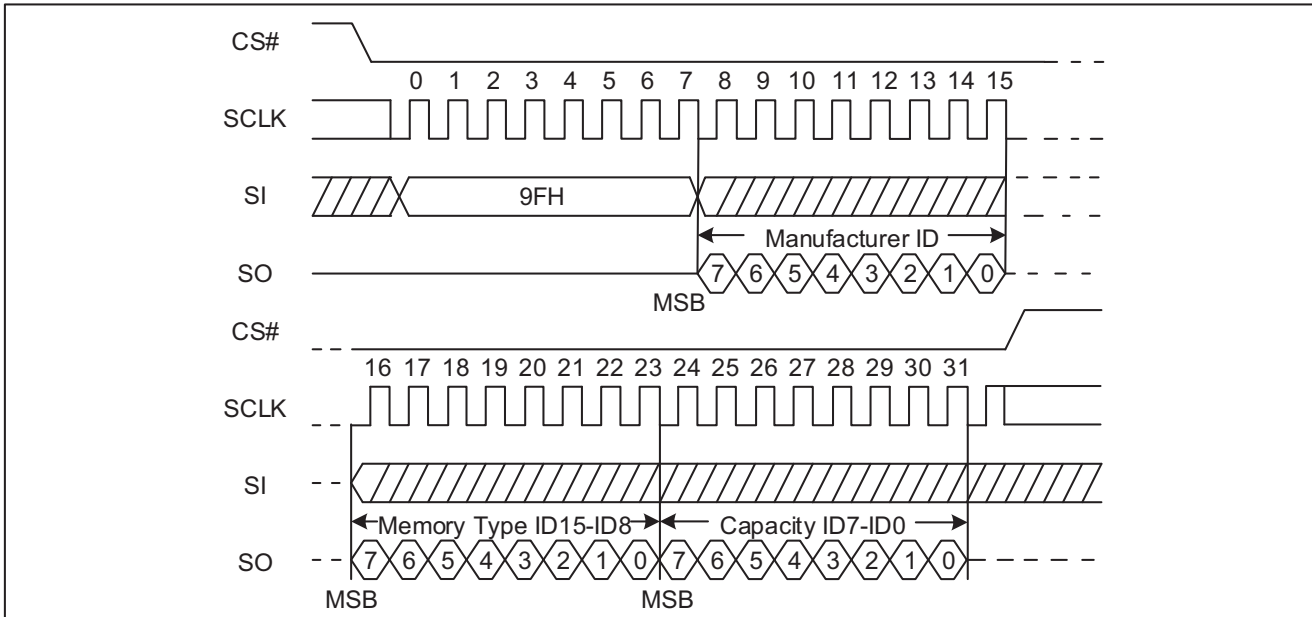 CS#
0 1 2 3 4 5 6 7 8 9 10 11 12 13 14 15
SCLK
SI 9FH
Manufacturer ID
SO 7 6 5 4 3 2 1 0
MSB
CS#
16 17 18 19 20 21 22 23 24 25 26 27 28 29 30 31
SCLK
SI
Memory Type ID15-ID8 Capacity ID7-ID0
SO 7 6 5 4 3 2 1 0 7 6 5 4 3 2 1 0
MSB MSB